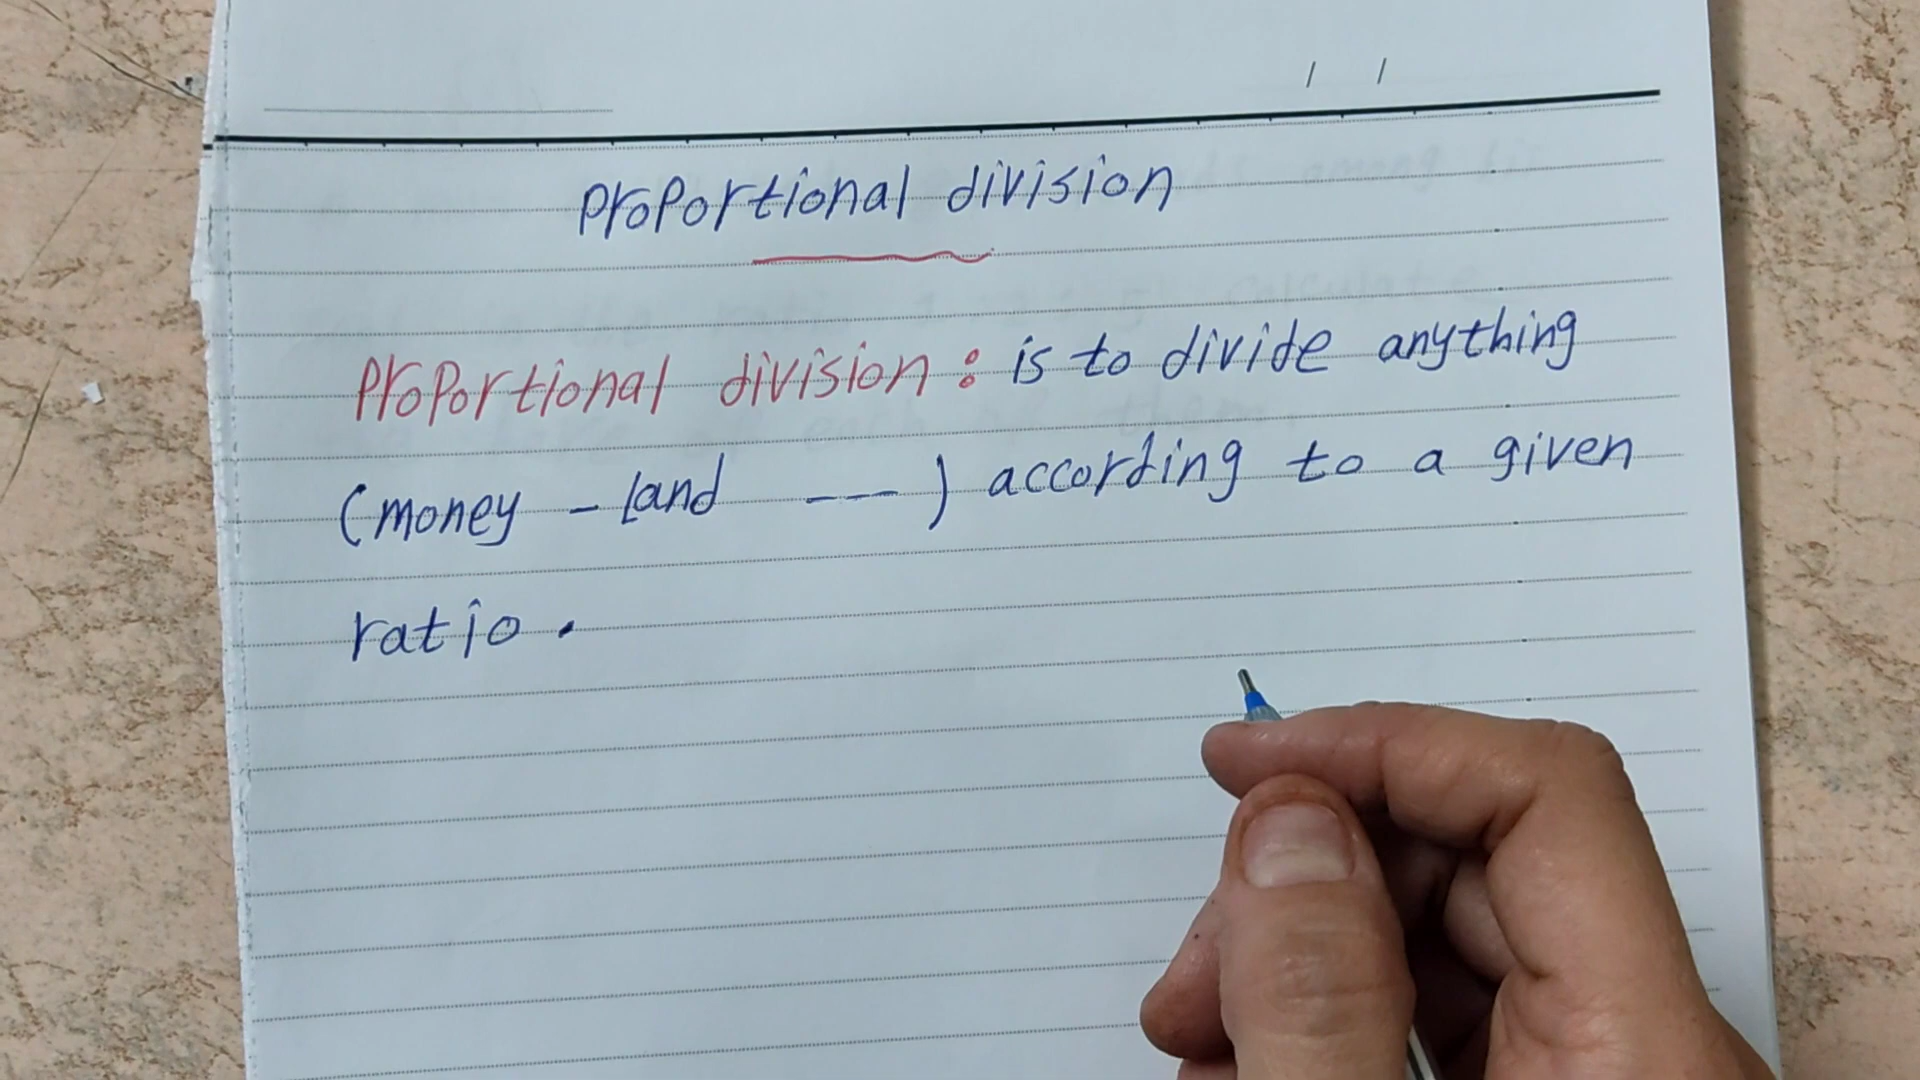 / /
Proportional division
Proportional division : is to divide anything
(money - land ---) according to a given
ratio.